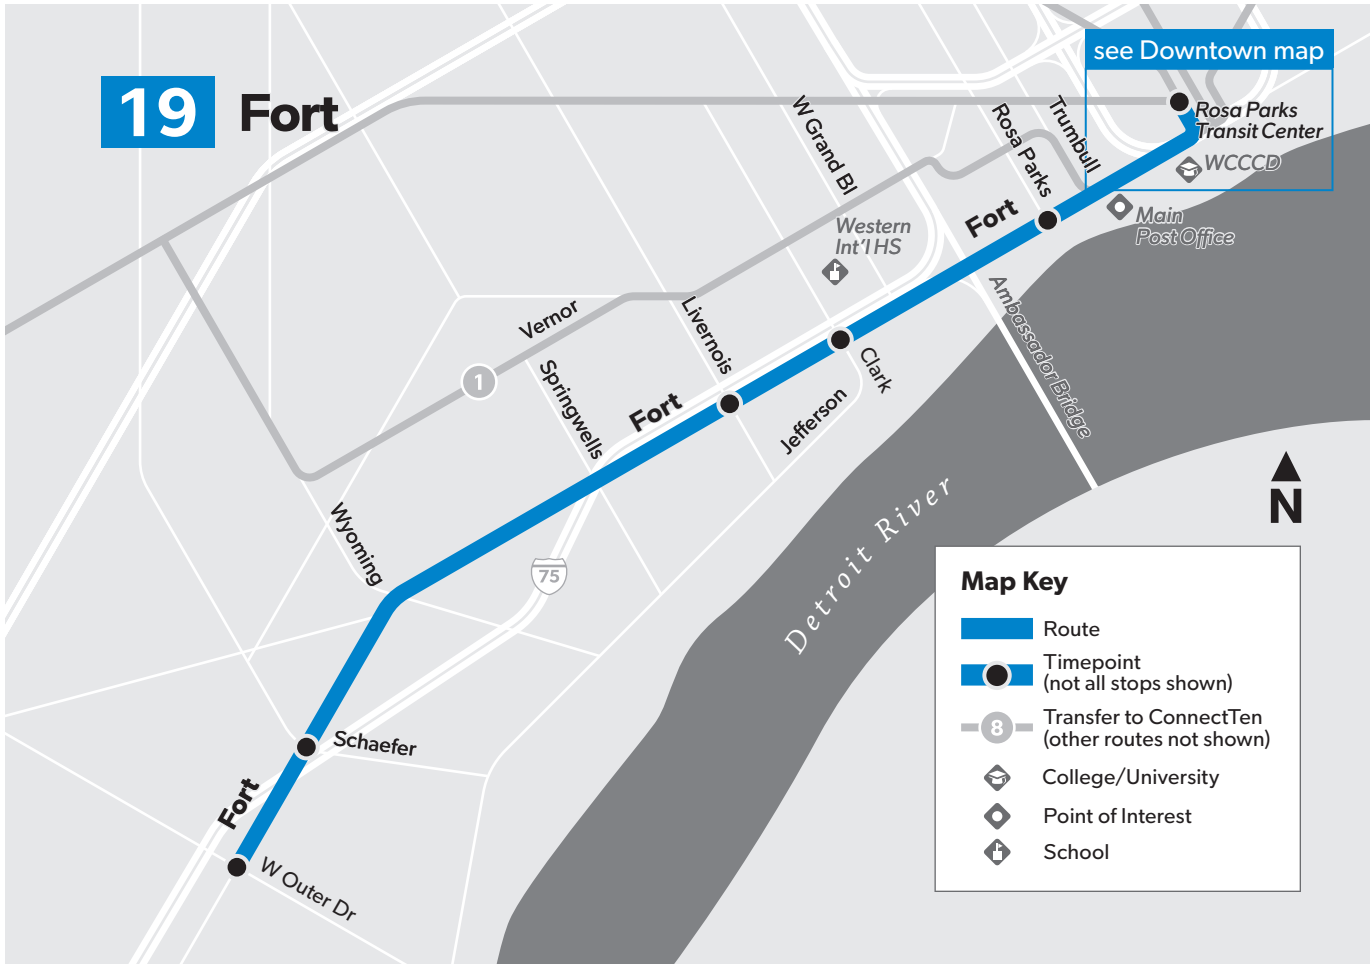 19 Fort
see Downtown map
Rosa Parks
Transit Center
WCCCD
Main
Post Office
Trumbull
Rosa Parks
W Grand Bl
Fort
Western
Int'l HS
Ambassador Bridge
Vernor
Livernois
Clark
1
Springwells
Fort
Jefferson
Wyoming
75
Detroit River
N
Schaefer
Fort
W Outer Dr
Map Key
Route
Timepoint
(not all stops shown)
8
Transfer to ConnectTen
(other routes not shown)
College/University
Point of Interest
School